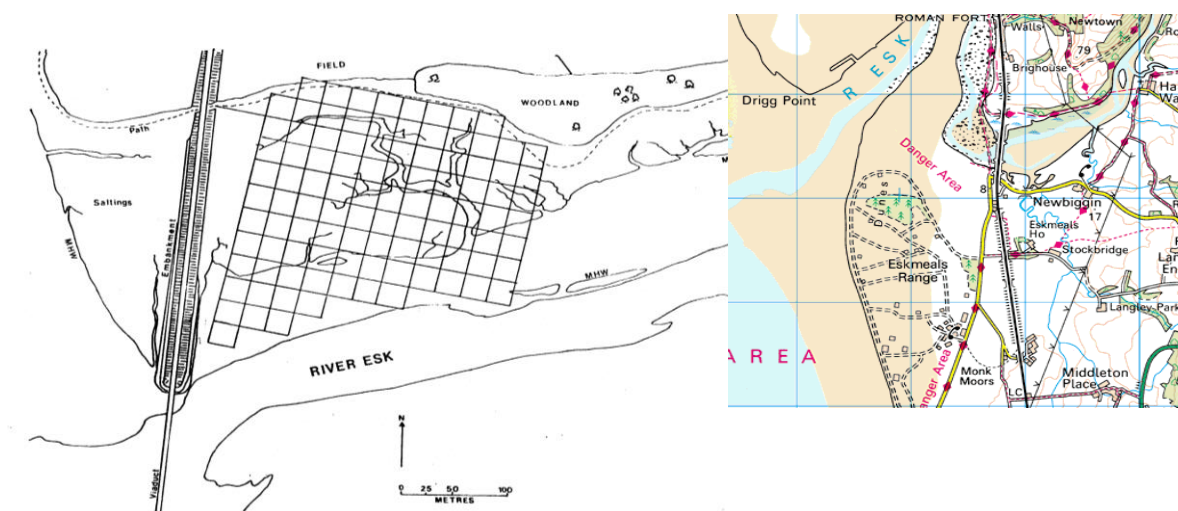 FIELD
WOODLAND
Path
Saltings
Embankment
MHW
MHW
RIVER ESK
Viaduct
N
0 25 50 100
METRES
ROMAN FORT
Walls
Newtown
79
Brighouse
R ESK
Drigg Point
Danger Area
8
Newbiggin
17
Dunes
Eskmeals
Ho
Stockbridge
Eskmeals
Range
Langley Park
AREA
Monk
Moors
Middleton
Place
LC